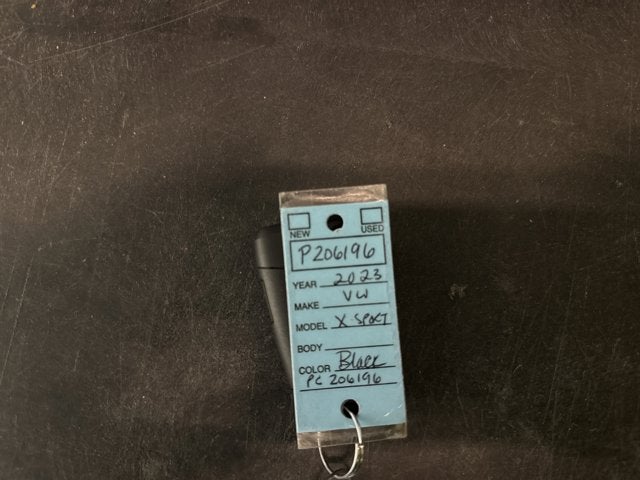 NEW USED
P206196
YEAR 2023
MAKE VW
MODEL X-SPORT
BODY
COLOR Black
PC 206196